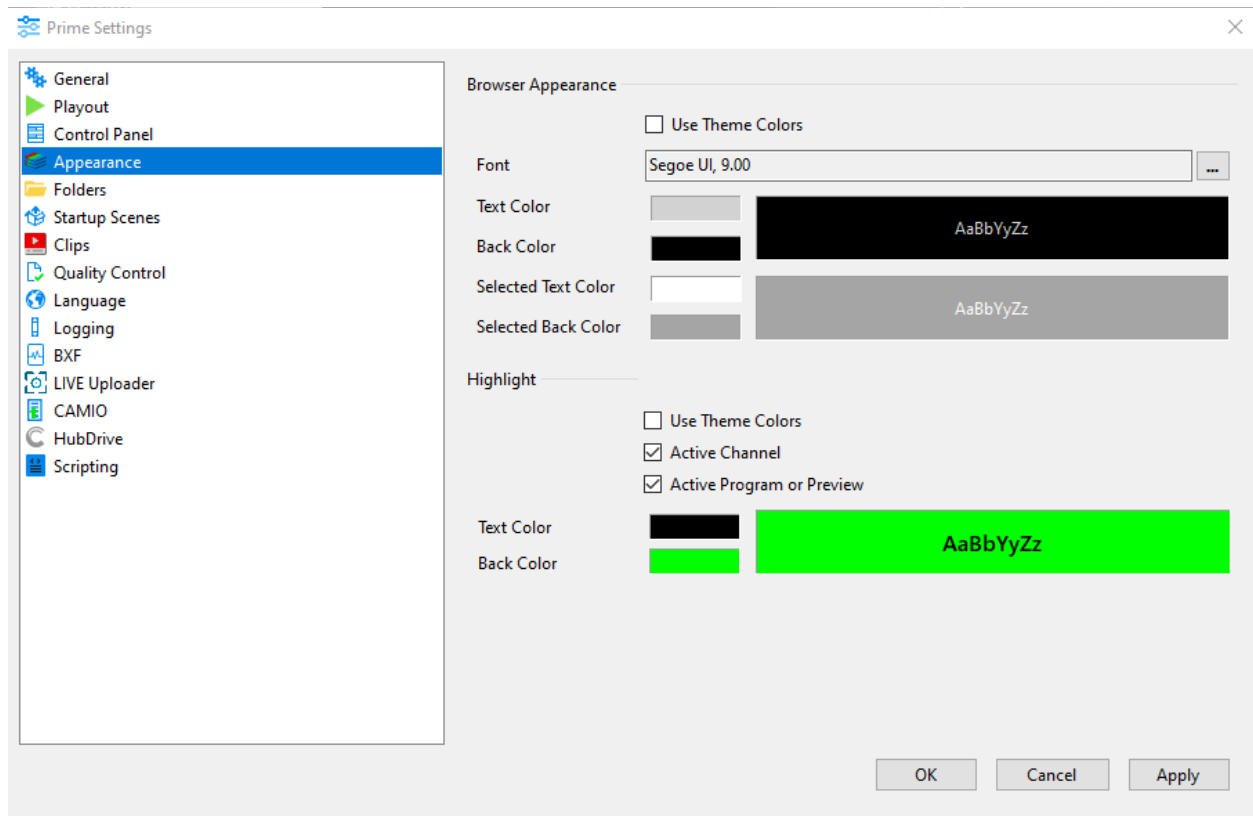 Prime Settings
General
Playout
Control Panel
Appearance
Folders
Startup Scenes
Clips
Quality Control
Language
Logging
BXF
LIVE Uploader
CAMIO
HubDrive
Scripting
Browser Appearance
Use Theme Colors
Font Segoe UI, 9.00 ...
Text Color
AaBbYyZz
Back Color
Selected Text Color
AaBbYyZz
Selected Back Color
Highlight
Use Theme Colors
Active Channel
Active Program or Preview
Text Color
AaBbYyZz
Back Color
OK Cancel Apply